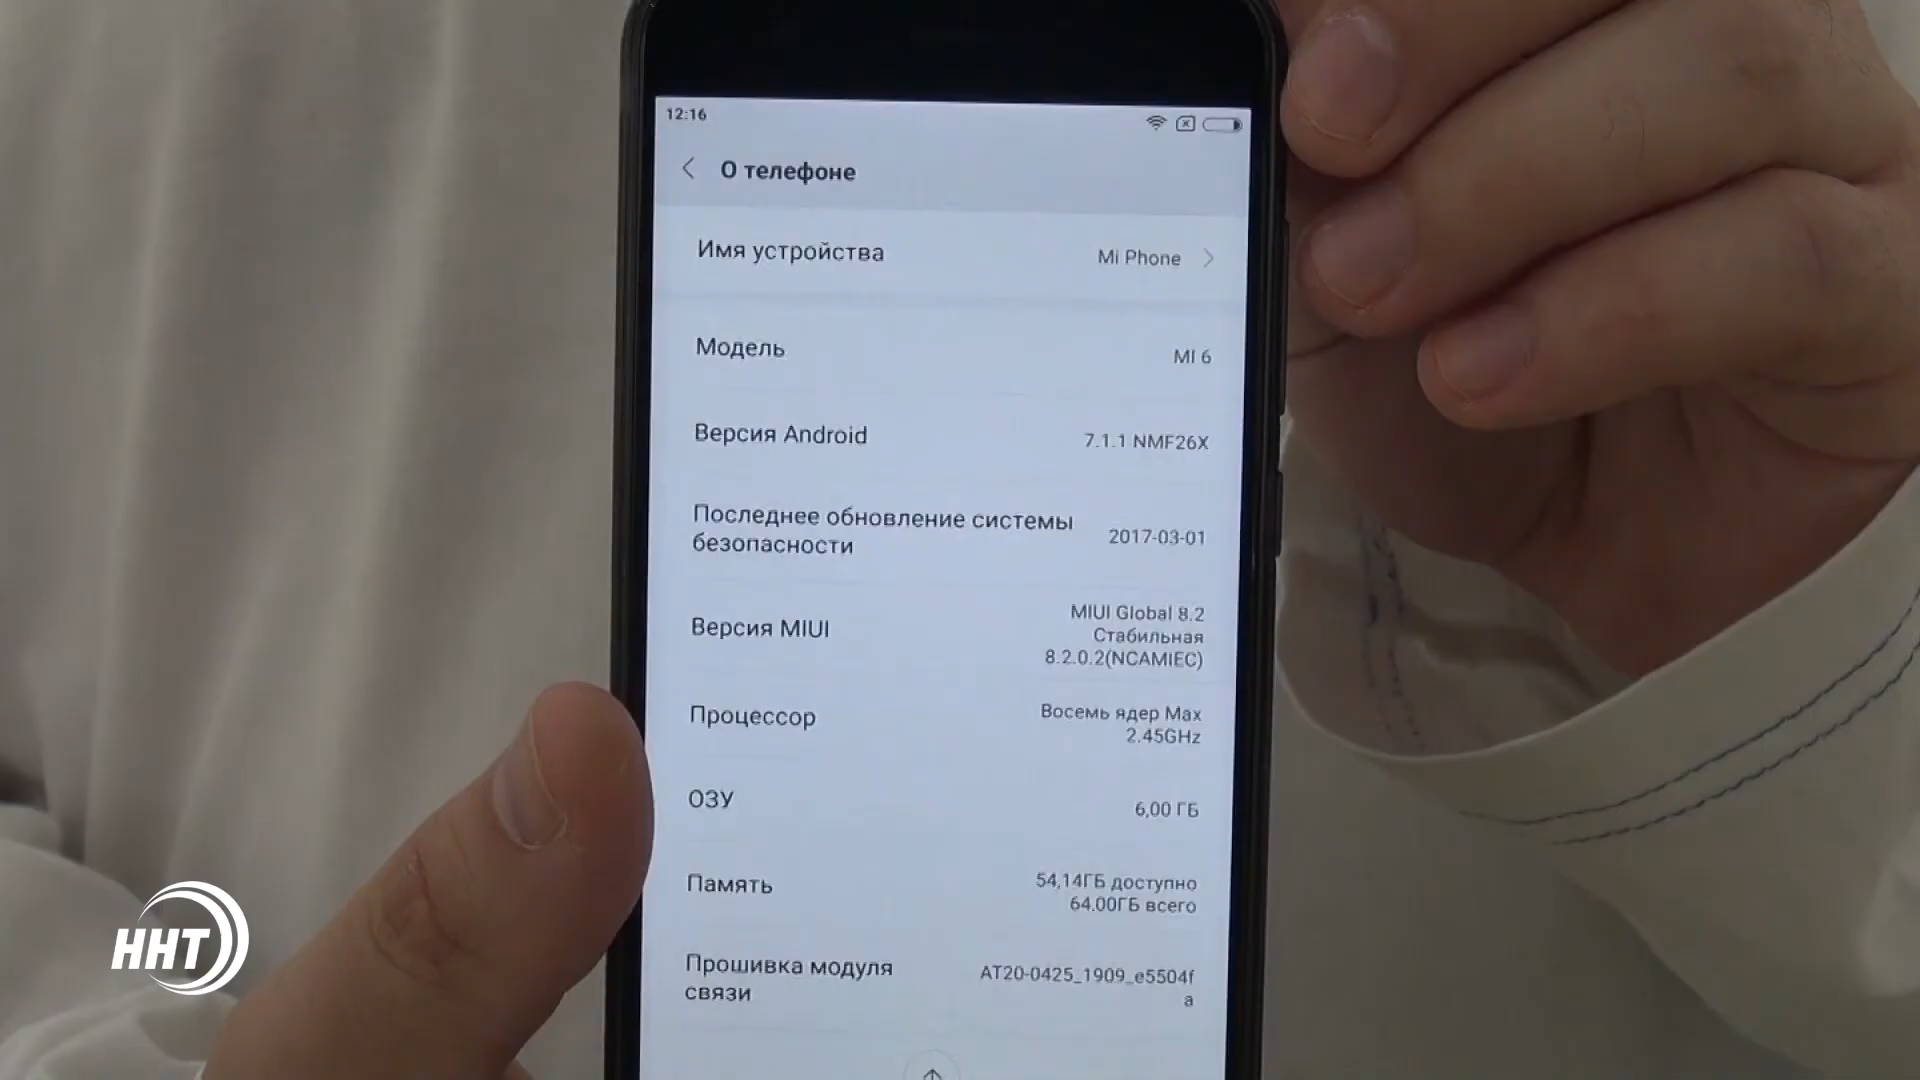 12:16
О телефоне
Имя устройства
Mi Phone
Модель
MI 6
Версия Android
7.1.1 NMF26X
Последнее обновление системы
безопасности
2017-03-01
Версия MIUI
MIUI Global 8.2
Стабильная
8.2.0.2(NCAMIEC)
Процессор
Восемь ядер Max
2.45GHz
ОЗУ
6,00 ГБ
Память
54,14ГБ доступно
64.00ГБ всего
Прошивка модуля
связи
AT20-0425_1909_e5504f
a
ННТ